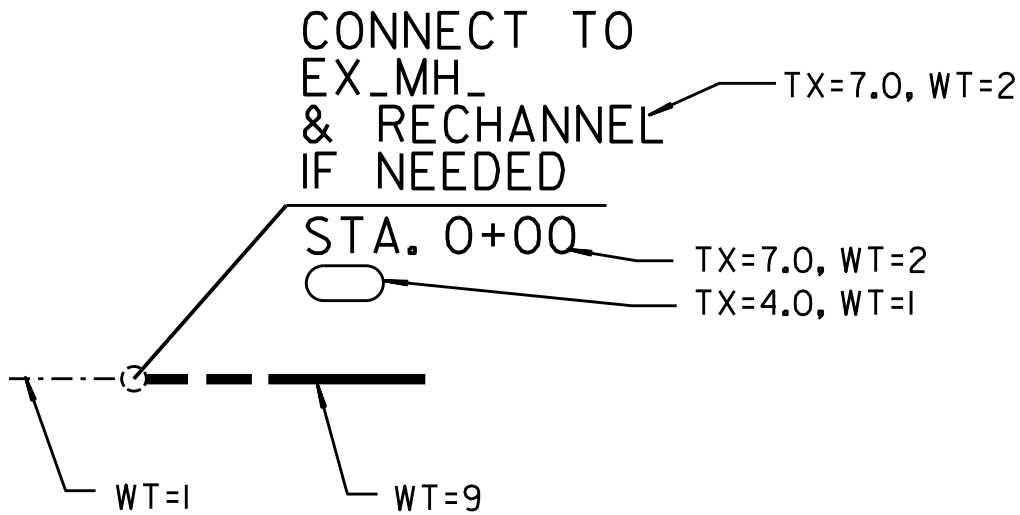 CONNECT TO
EX_MH_
& RECHANNEL
IF NEEDED
TX=7.0, WT=2
STA. 0+00
TX=7.0, WT=2
TX=4.0, WT=1
WT=1
WT=9